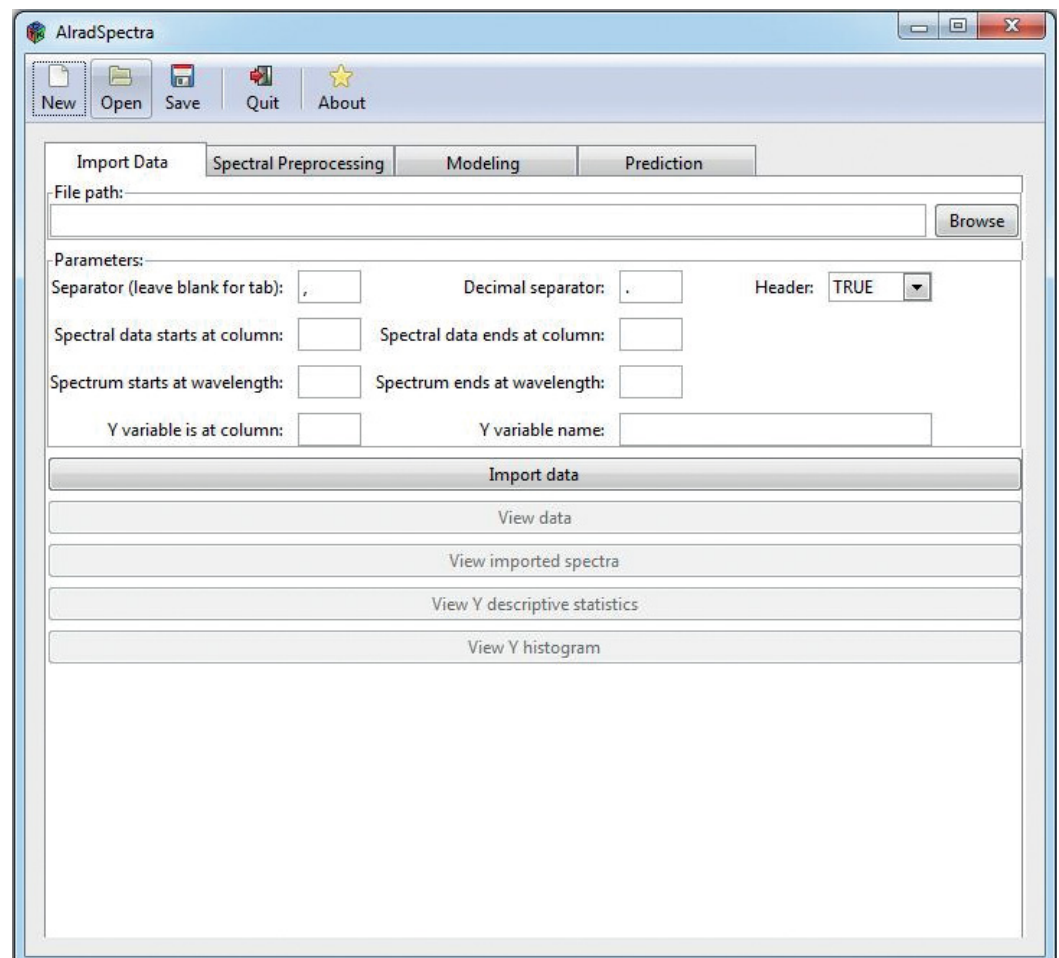 AlradSpectra
New Open Save Quit About
Import Data Spectral Preprocessing Modeling Prediction
File path:
Browse
Parameters:
Separator (leave blank for tab): , Decimal separator: . Header: TRUE
Spectral data starts at column: Spectral data ends at column:
Spectrum starts at wavelength: Spectrum ends at wavelength:
Y variable is at column: Y variable name:
Import data
View data
View imported spectra
View Y descriptive statistics
View Y histogram